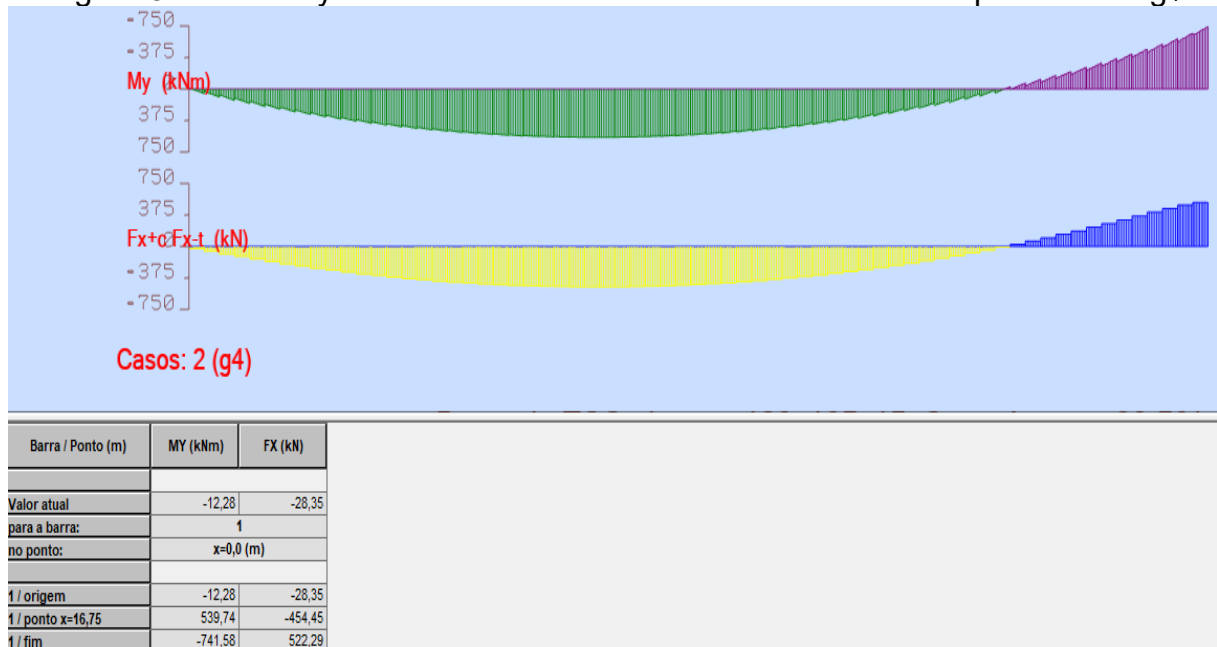 -750
-375
My (kNm)
375
750
750
375
Fx+c Fx-t (kN)
-375
-750
Casos: 2 (g4)
Barra / Ponto (m) MY (kNm) FX (kN)
Valor atual -12,28 -28,35
para a barra: 1
no ponto: x=0,0 (m)
1 / origem -12,28 -28,35
1 / ponto x=16,75 539,74 -454,45
1 / fim -741,58 522,29